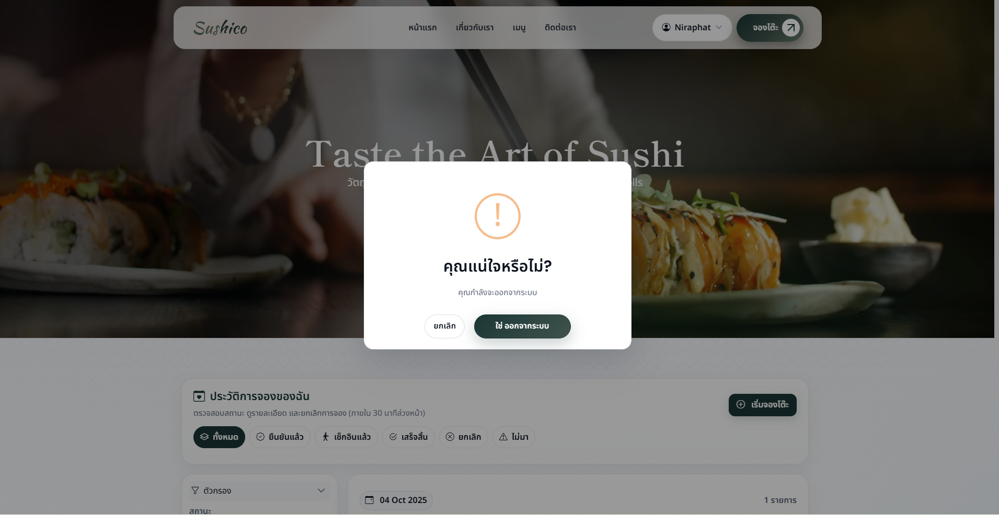 Sushico
หน้าแรก เกี่ยวกับเรา เมนู ติดต่อเรา
Niraphat
จองโต๊ะ
Taste the Art of Sushi
!
คุณแน่ใจหรือไม่?
คุณกำลังจะออกจากระบบ
ยกเลิก ใช่ ออกจากระบบ
ประวัติการจองของฉัน
ตรวจสอบสถานะ ดูรายละเอียด และยกเลิกการจอง (ภายใน 30 นาทีล่วงหน้า)
เริ่มจองโต๊ะ
ทั้งหมด ยืนยันแล้ว เช็กอินแล้ว เสร็จสิ้น ยกเลิก ไม่มา
ตัวกรอง
สถานะ
04 Oct 2025
1 รายการ